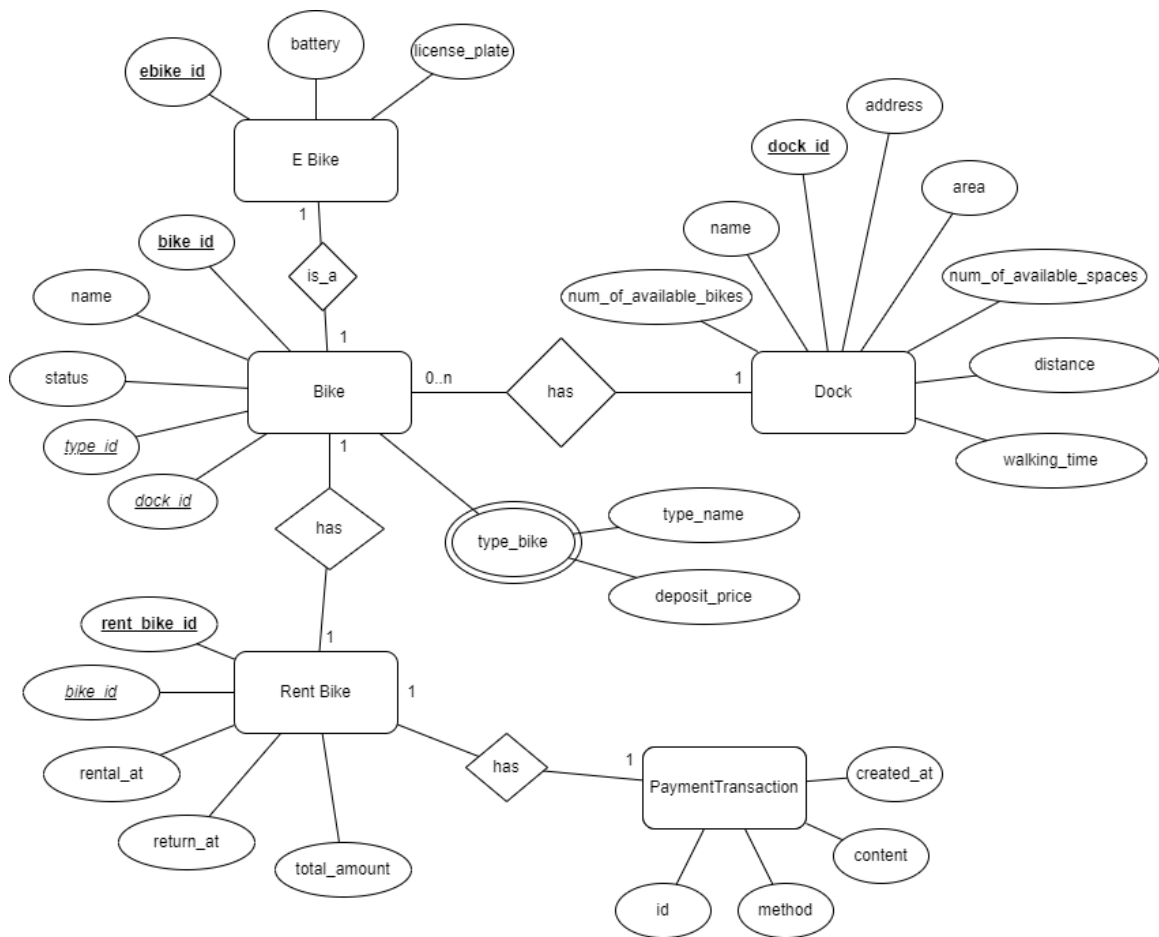 battery
license_plate
ebike_id
E Bike
1
is_a
1
bike_id
name
status
type_id
dock_id
Bike
0..n
has
1
Dock
address
dock_id
area
name
num_of_available_bikes
num_of_available_spaces
distance
walking_time
1
has
1
type_bike
type_name
deposit_price
rent_bike_id
bike_id
rental_at
return_at
total_amount
Rent Bike
1
has
1
PaymentTransaction
created_at
content
id
method